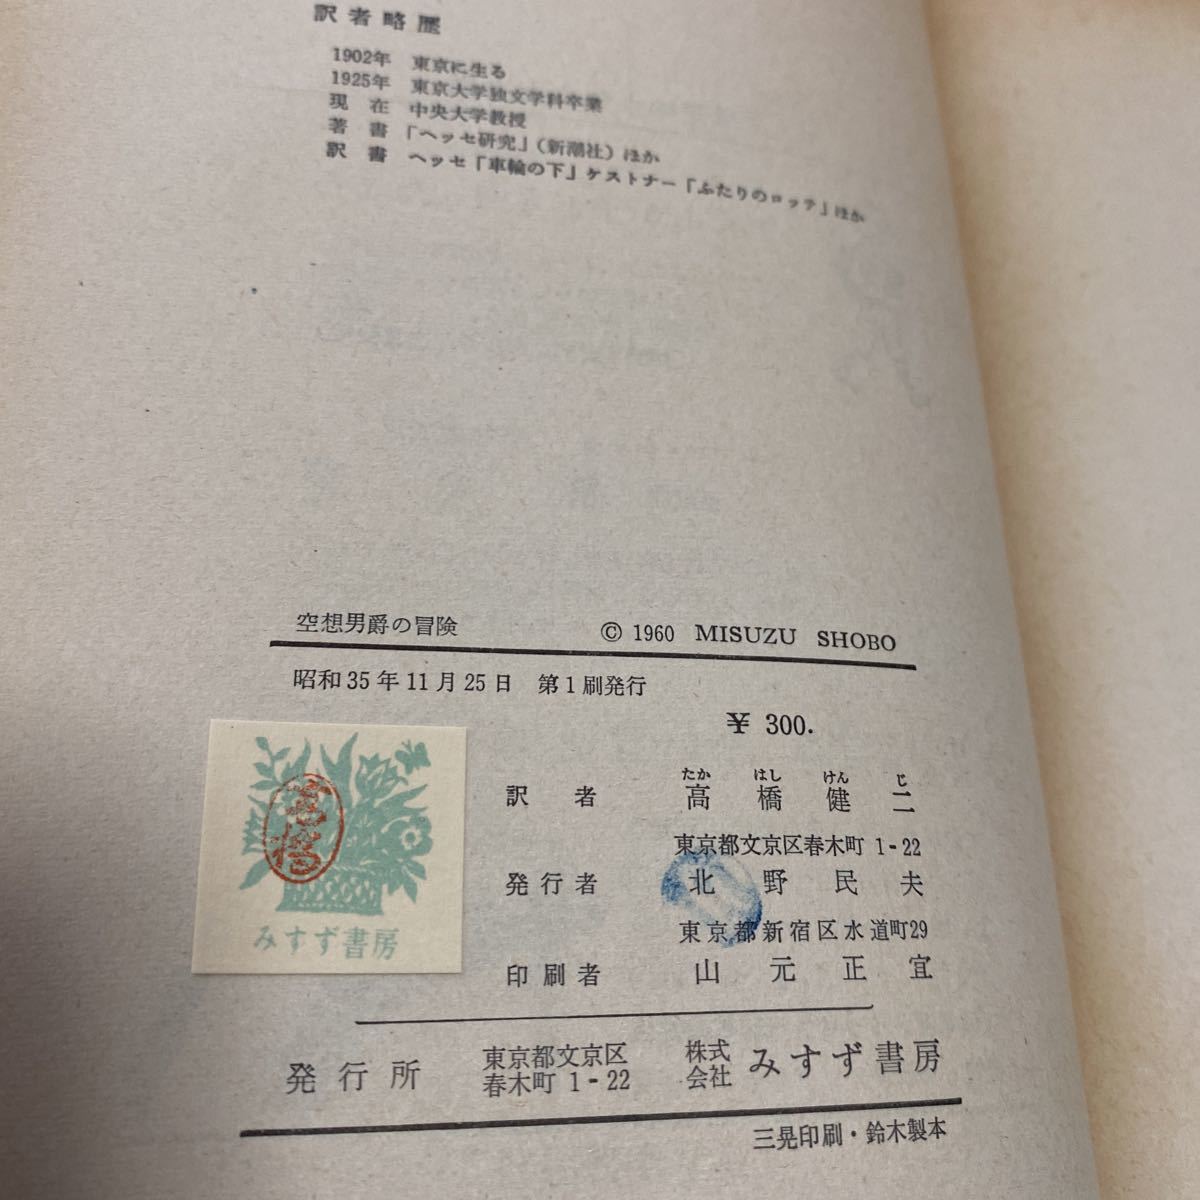 訳者略歴
1902年 東京に生る
1925年 東京大学独文学科卒業
現在 中央大学教授
著書 「ヘッセ研究」(新潮社)ほか
訳書 ヘッセ「車輪の下」ケストナー「ふたりのロッテ」ほか
空想男爵の冒険 © 1960 MISUZU SHOBO
昭和35年11月25日 第1刷発行
¥ 300.
たか はし けん じ
訳者 高橋健二
東京都文京区春木町 1-22
発行者 北野民夫
東京都新宿区水道町29
印刷者 山元正宜
高橋
みすず書房
発行所 東京都文京区春木町 1-22 株式会社 みすず書房
三晃印刷・鈴木製本